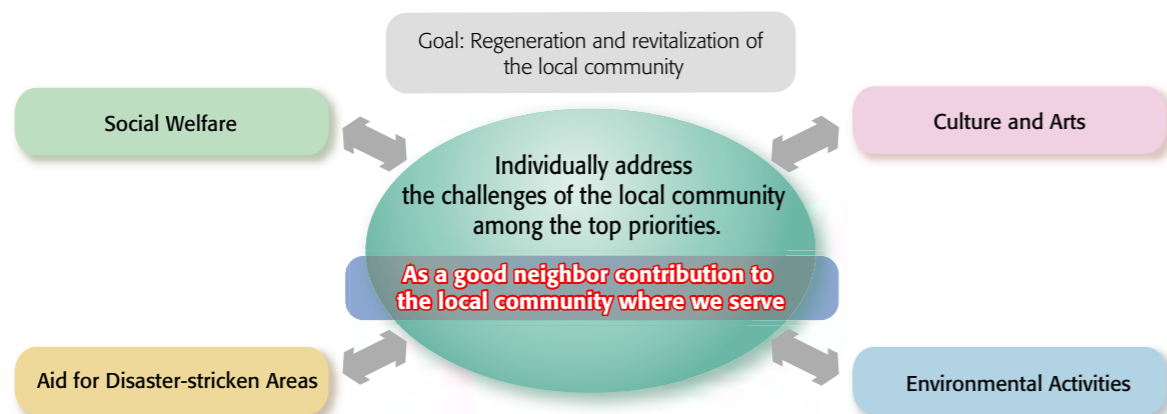 Goal: Regeneration and revitalization of
the local community
Social Welfare
Culture and Arts
Individually address
the challenges of the local community
among the top priorities.
As a good neighbor contribution to
the local community where we serve
Aid for Disaster-stricken Areas
Environmental Activities